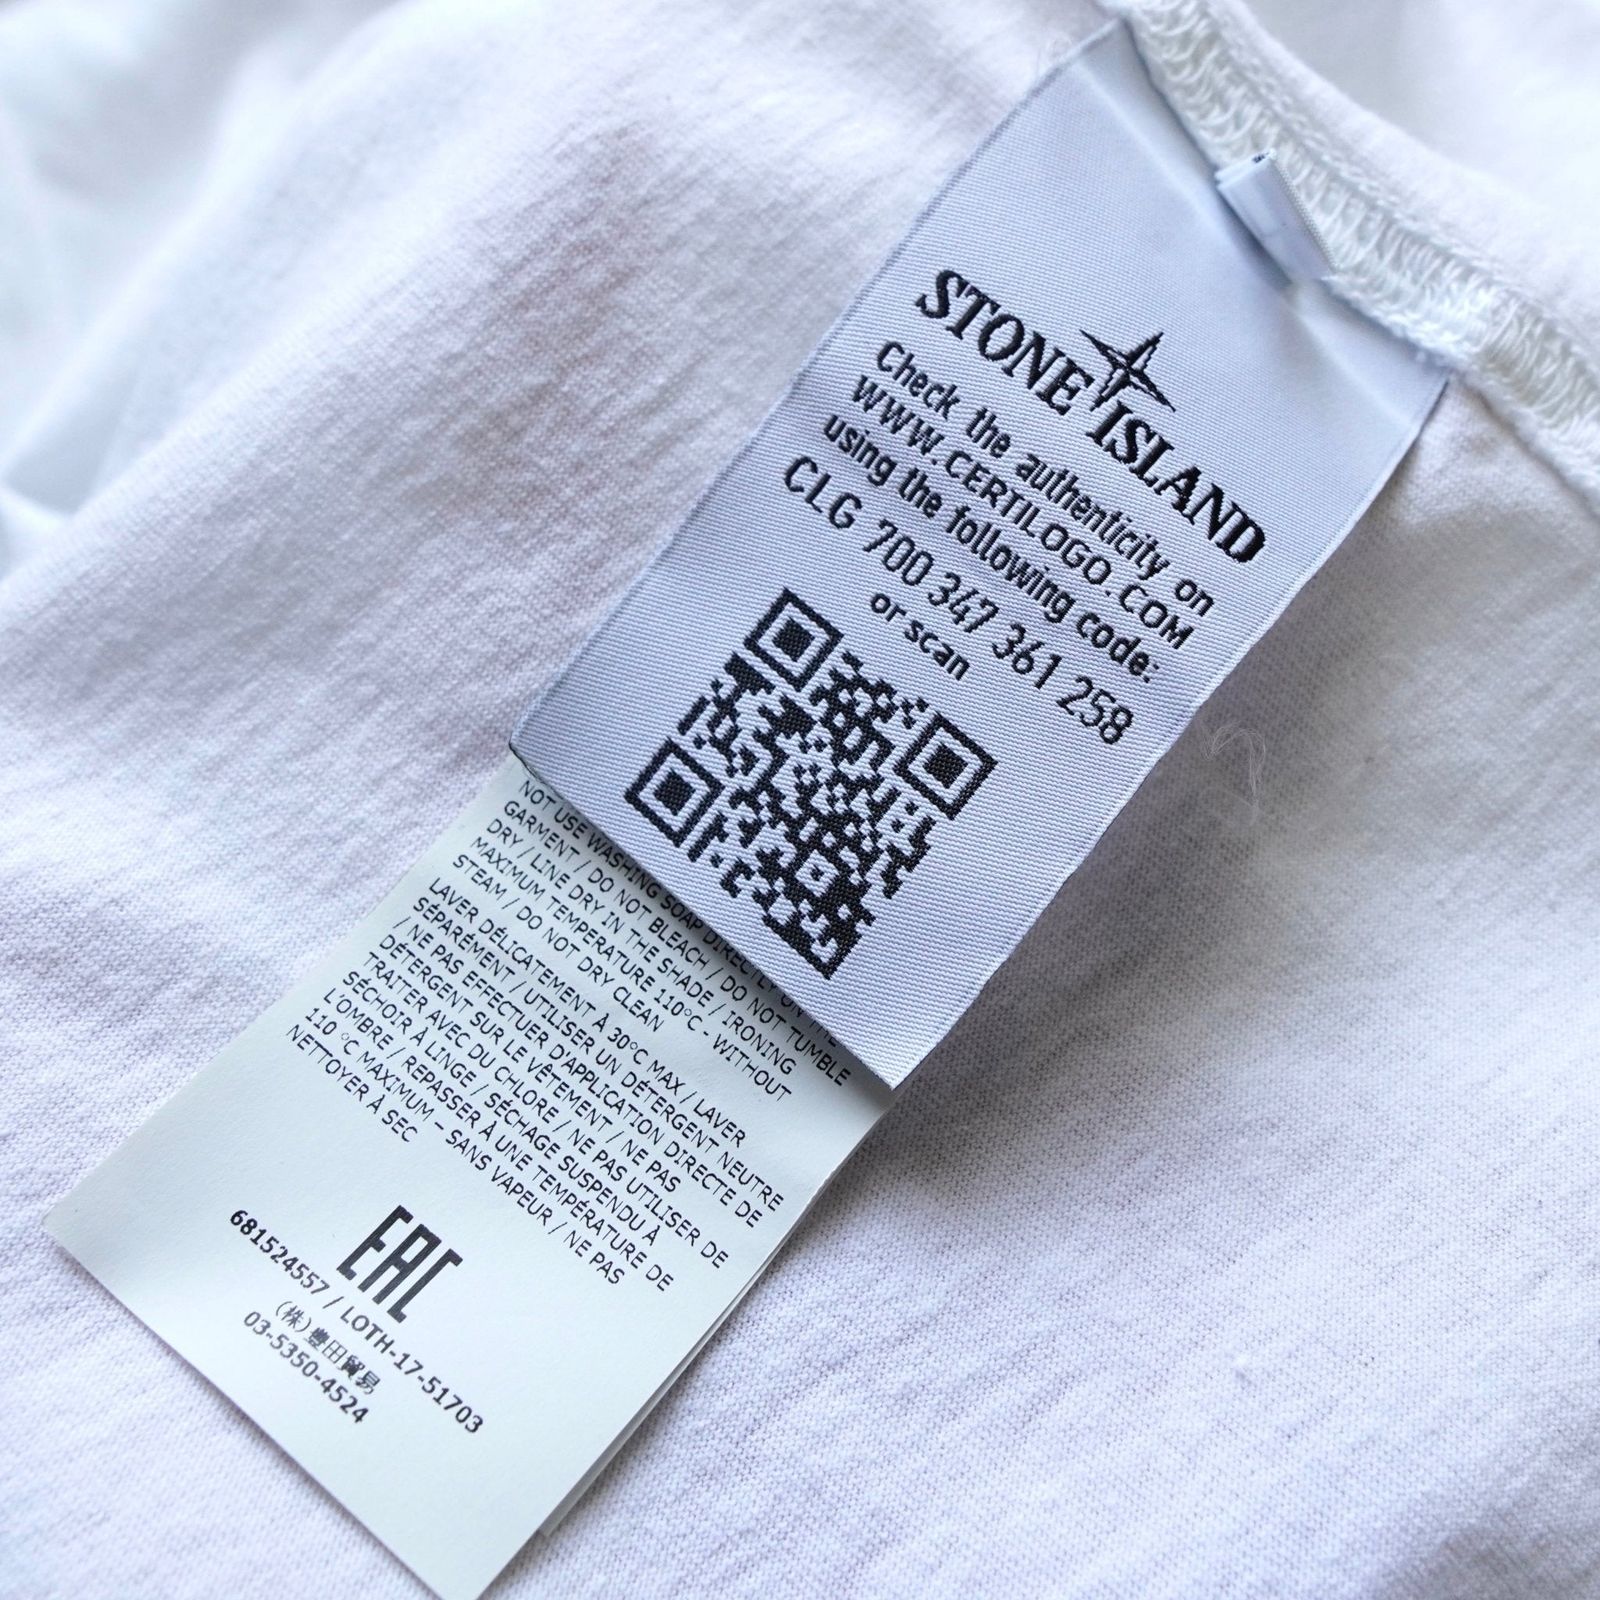 STONE ISLAND
Check the authenticity on
WWW.CERTILOGO.COM
using the following code:
CLG 700 347 361 258
or scan
NOT USE WASHING SOAP DIRECTLY ON THE
GARMENT / DO NOT BLEACH / DO NOT TUMBLE
DRY / LINE DRY IN THE SHADE / IRONING
MAXIMUM TEMPERATURE 110°C - WITHOUT
STEAM / DO NOT DRY CLEAN
LAVER DÉLICATEMENT À 30°C MAX / LAVER
SÉPARÉMENT / UTILISER UN DÉTERGENT NEUTRE
/ NE PAS EFFECTUER D'APPLICATION DIRECTE DE
DÉTERGENT SUR LE VÊTEMENT / NE PAS
TRAITER AVEC DU CHLORE / NE PAS UTILISER DE
SÉCHOIR À LINGE / SÉCHAGE SUSPENDU À
L'OMBRE / REPASSER À UNE TEMPÉRATURE DE
110 °C MAXIMUM – SANS VAPEUR / NE PAS
NETTOYER À SEC
EAC
681524557 / LOTH-17-51703
(株)豊田貿易
03-5350-4524